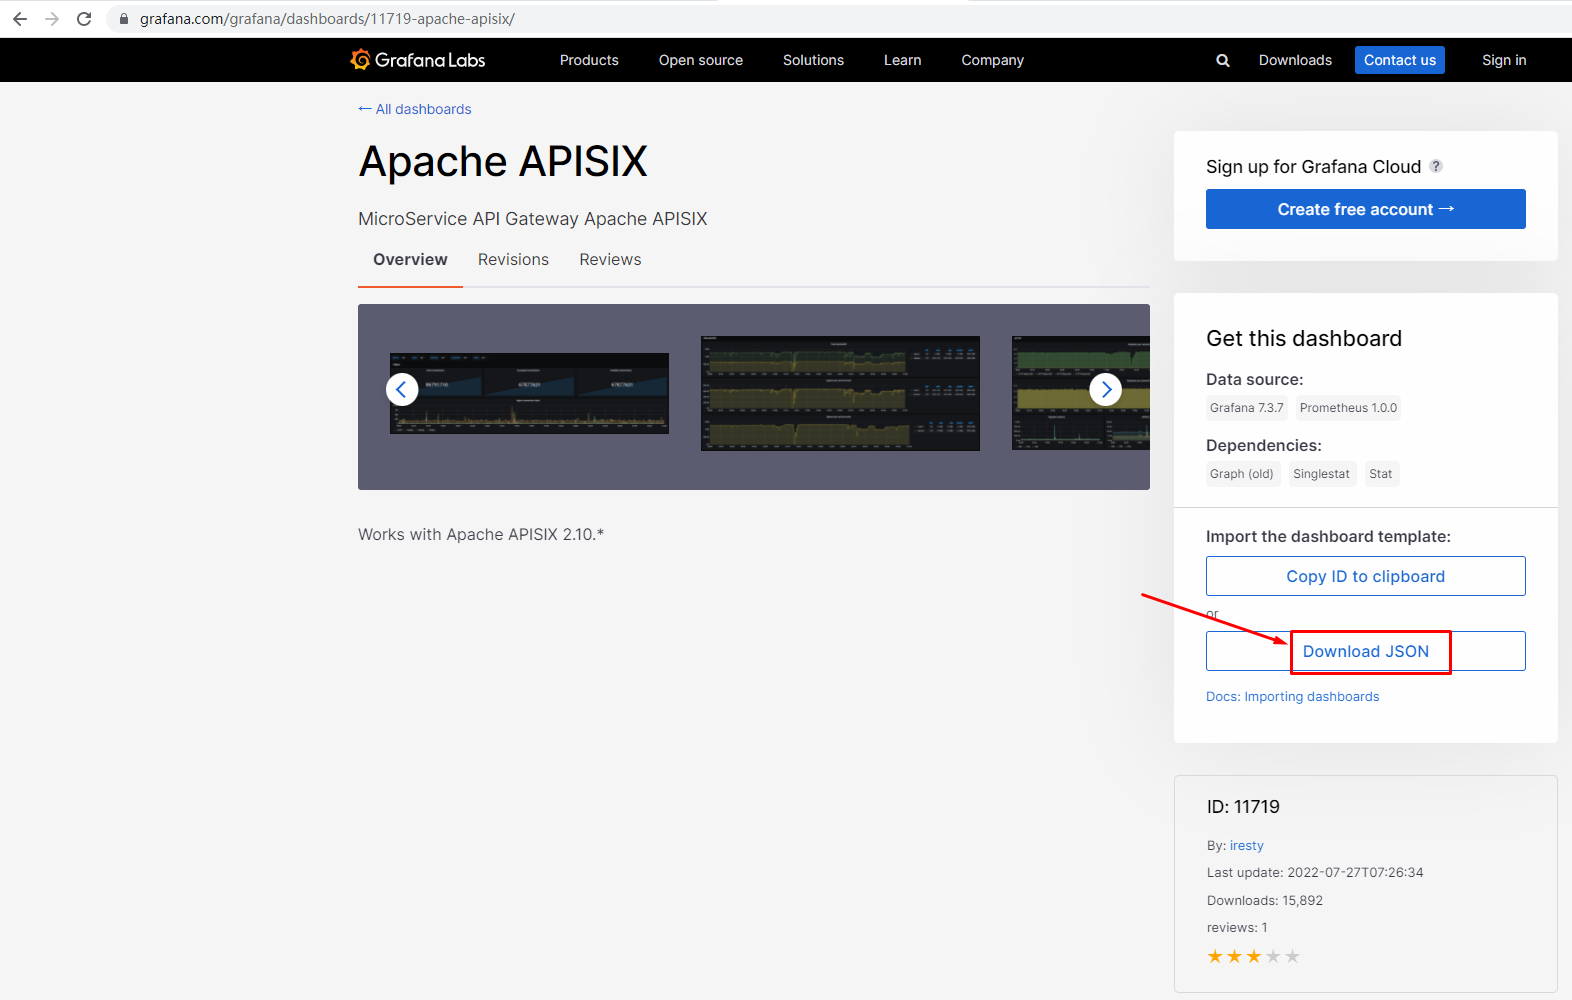 grafana.com/grafana/dashboards/11719-apache-apisix/
Grafana Labs Products Open source Solutions Learn Company Downloads Contact us Sign in
← All dashboards
Apache APISIX
MicroService API Gateway Apache APISIX
Overview Revisions Reviews
Works with Apache APISIX 2.10.*
Sign up for Grafana Cloud ?
Create free account →
Get this dashboard
Data source:
Grafana 7.3.7 Prometheus 1.0.0
Dependencies:
Graph (old) Singlestat Stat
Import the dashboard template:
Copy ID to clipboard
or
Download JSON
Docs: Importing dashboards
ID: 11719
By: iresty
Last update: 2022-07-27T07:26:34
Downloads: 15,892
reviews: 1